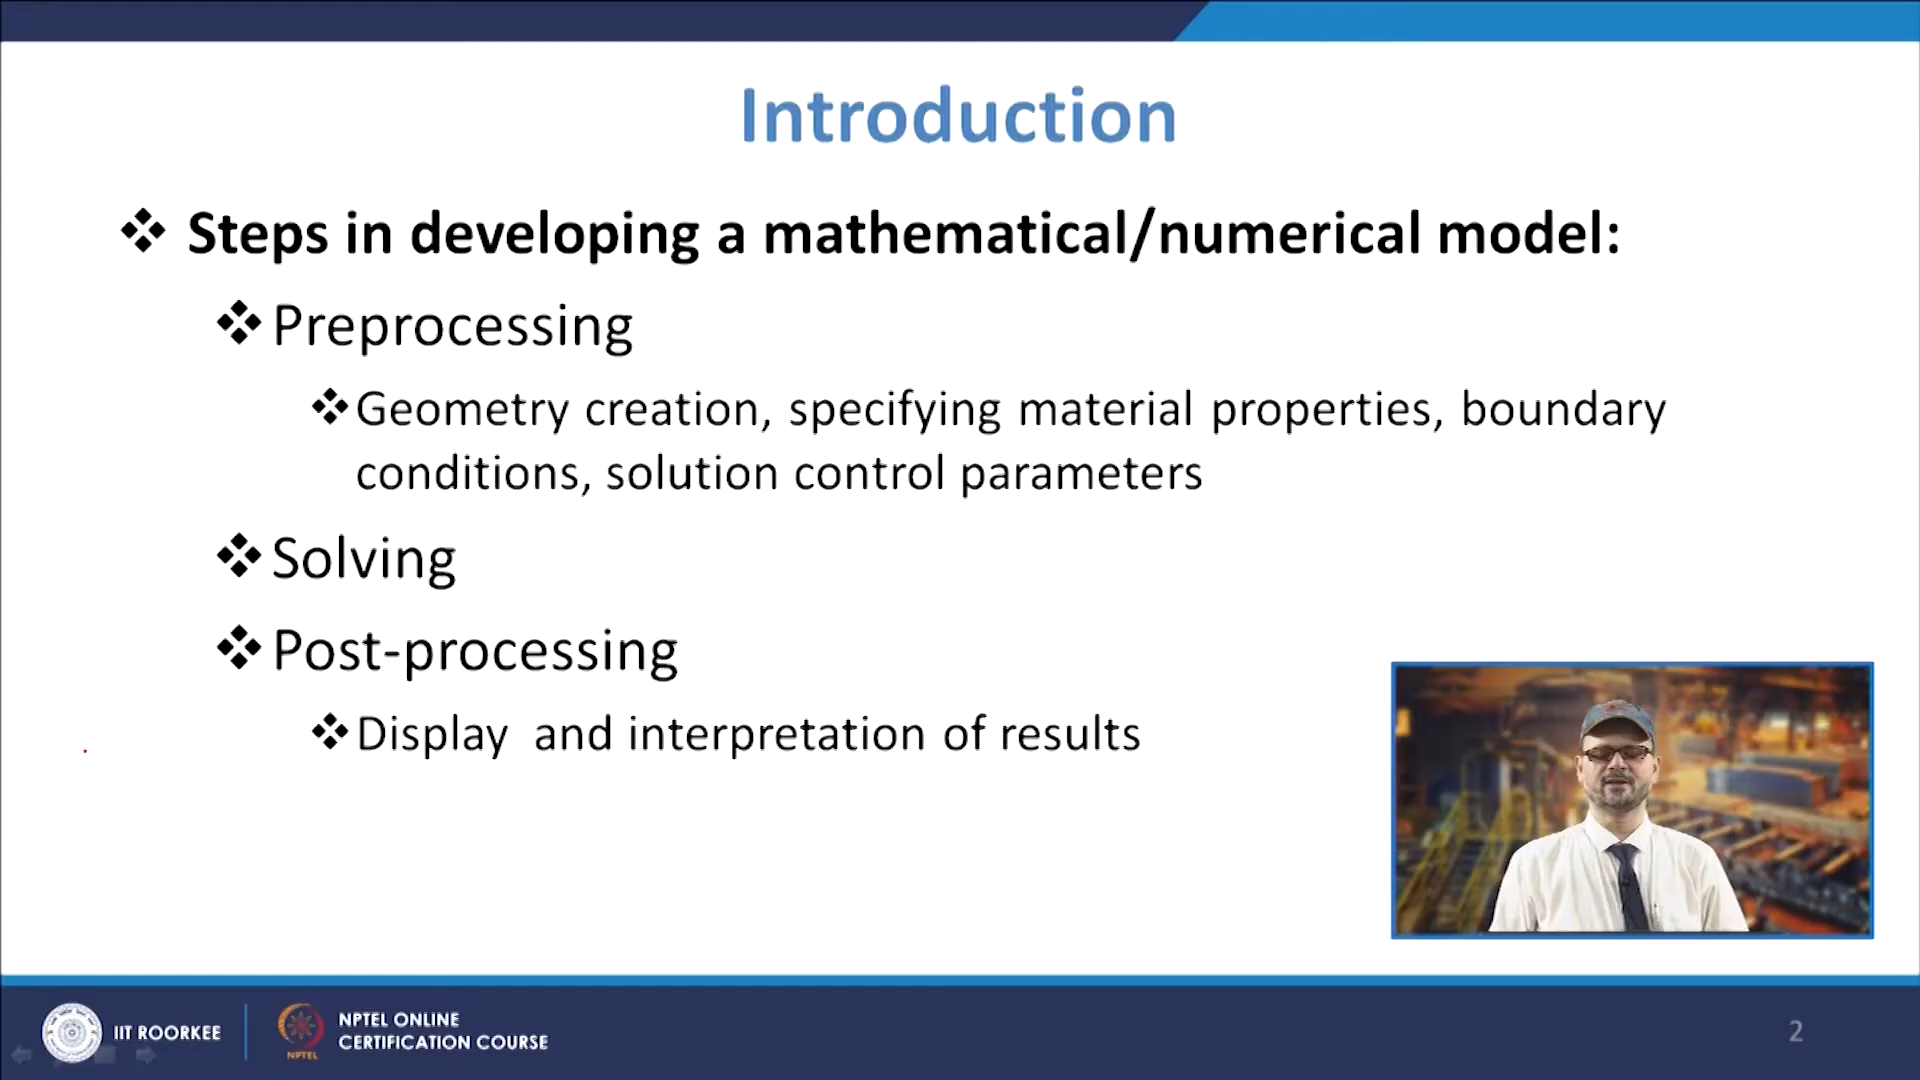 Introduction
Steps in developing a mathematical/numerical model:
Preprocessing
Geometry creation, specifying material properties, boundary
conditions, solution control parameters
Solving
Post-processing
Display and interpretation of results
IIT ROORKEE
NPTEL
NPTEL ONLINE
CERTIFICATION COURSE
2